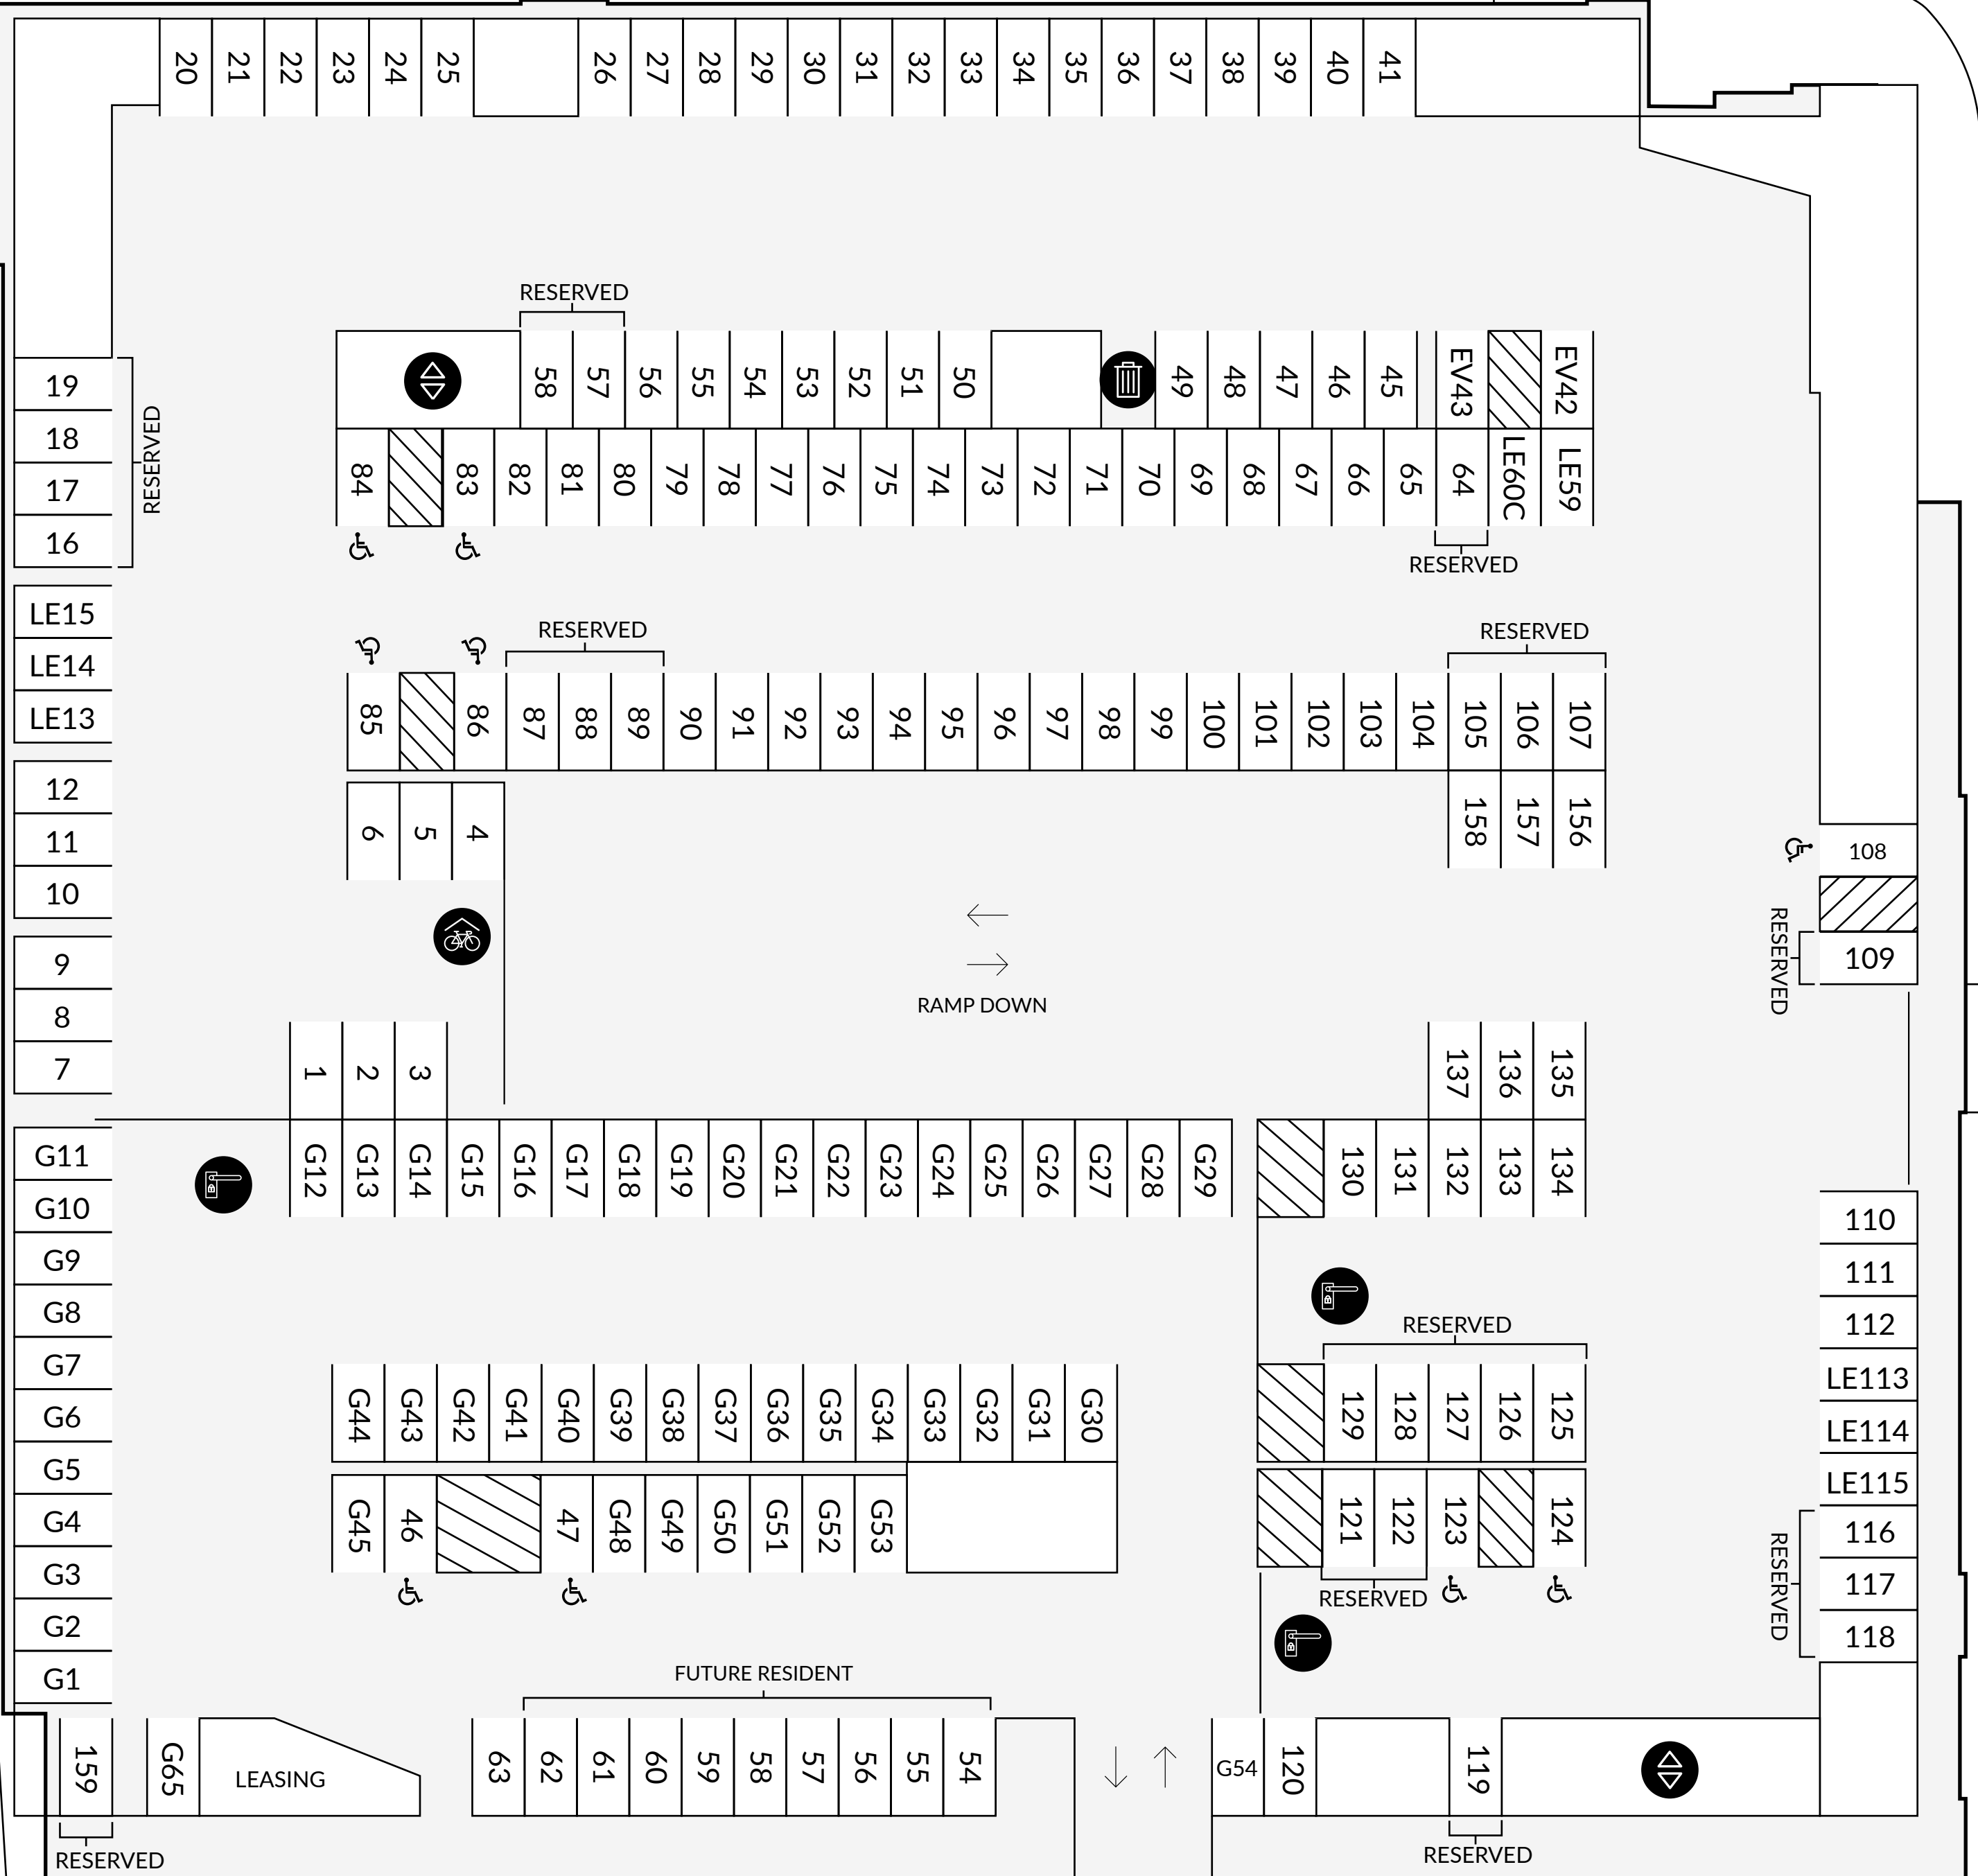 20 21 22 23 24 25 26 27 28 29 30 31 32 33 34 35 36 37 38 39 40 41
RESERVED
58 57 56 55 54 53 52 51 50 49 48 47 46 45 EV43 EV42
19
18
17
16
RESERVED
84 83 82 81 80 79 78 77 76 75 74 73 72 71 70 69 68 67 66 65 64 LE60C LE59
RESERVED
LE15
LE14
LE13
RESERVED
RESERVED
85 86 87 88 89 90 91 92 93 94 95 96 97 98 99 100 101 102 103 104 105 106 107
12
11
10
6 5 4
158 157 156
108
109
RESERVED
9
8
7
RAMP DOWN
1 2 3
137 136 135
G11
G10
G9
G8
G7
G6
G5
G4
G3
G2
G1
G12 G13 G14 G15 G16 G17 G18 G19 G20 G21 G22 G23 G24 G25 G26 G27 G28 G29
130 131 132 133 134
110
111
112
LE113
LE114
LE115
116
117
118
RESERVED
RESERVED
G44 G43 G42 G41 G40 G39 G38 G37 G36 G35 G34 G33 G32 G31 G30
129 128 127 126 125
G45 46 47 G48 G49 G50 G51 G52 G53
121 122 123 124
RESERVED
FUTURE RESIDENT
159 G65
LEASING
63 62 61 60 59 58 57 56 55 54
G54 120 119
RESERVED
RESERVED